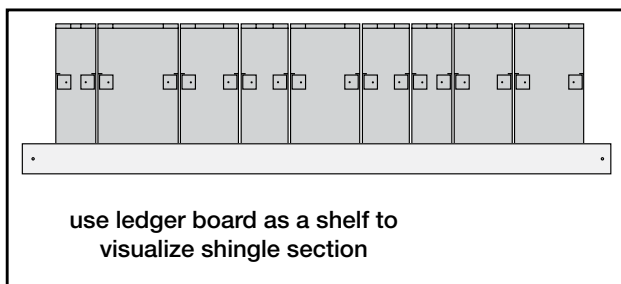 use ledger board as a shelf to
visualize shingle section